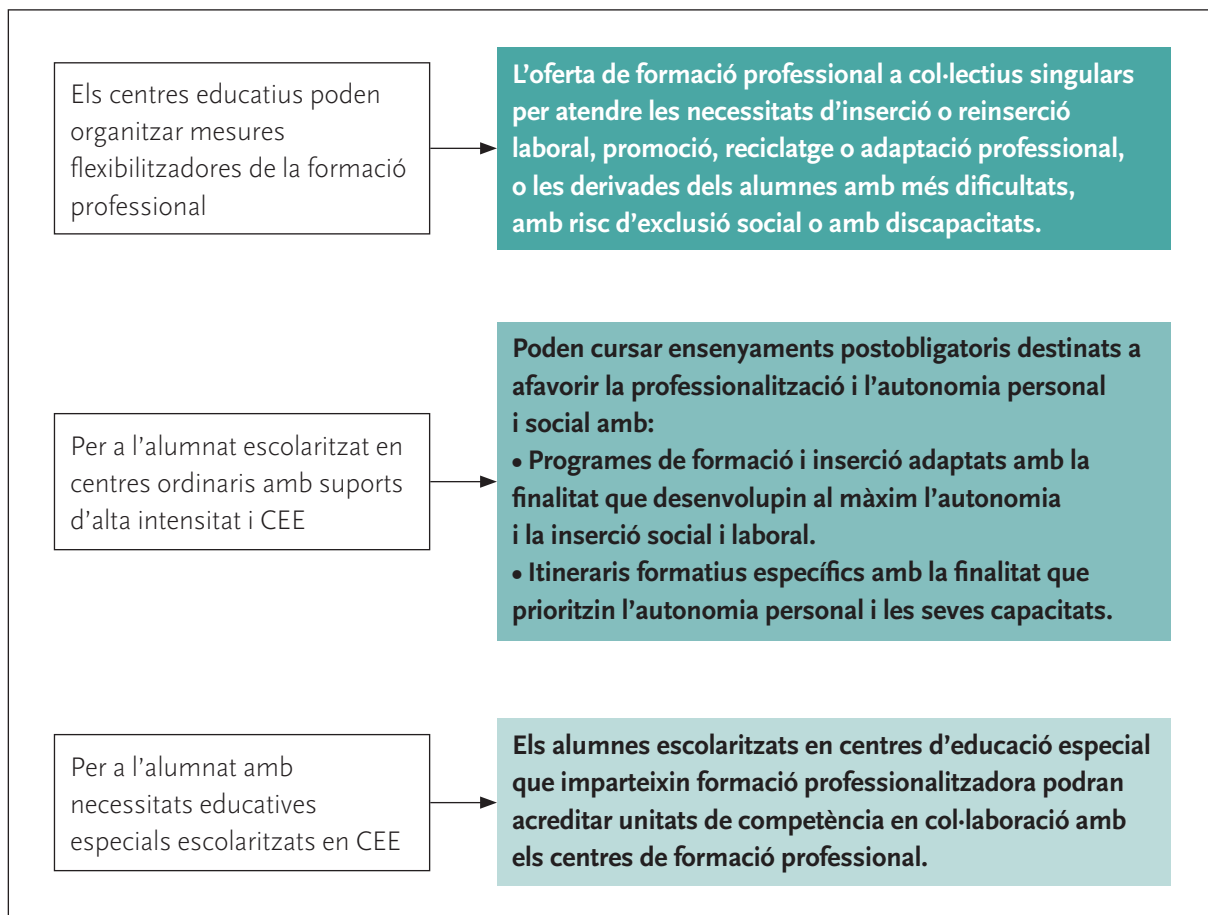 Els centres educatius poden
organitzar mesures
flexibilitzadores de la formació
professional
L'oferta de formació professional a col·lectius singulars
per atendre les necessitats d'inserció o reinserció
laboral, promoció, reciclatge o adaptació professional,
o les derivades dels alumnes amb més dificultats,
amb risc d'exclusió social o amb discapacitats.
Per a l'alumnat escolaritzat en
centres ordinaris amb suports
d'alta intensitat i CEE
Poden cursar ensenyaments postobligatoris destinats a
afavorir la professionalització i l'autonomia personal
i social amb:
• Programes de formació i inserció adaptats amb la
finalitat que desenvolupin al màxim l'autonomia
i la inserció social i laboral.
• Itineraris formatius específics amb la finalitat que
prioritzin l'autonomia personal i les seves capacitats.
Per a l'alumnat amb
necessitats educatives
especials escolaritzats en CEE
Els alumnes escolaritzats en centres d'educació especial
que imparteixin formació professionalitzadora podran
acreditar unitats de competència en col·laboració amb
els centres de formació professional.